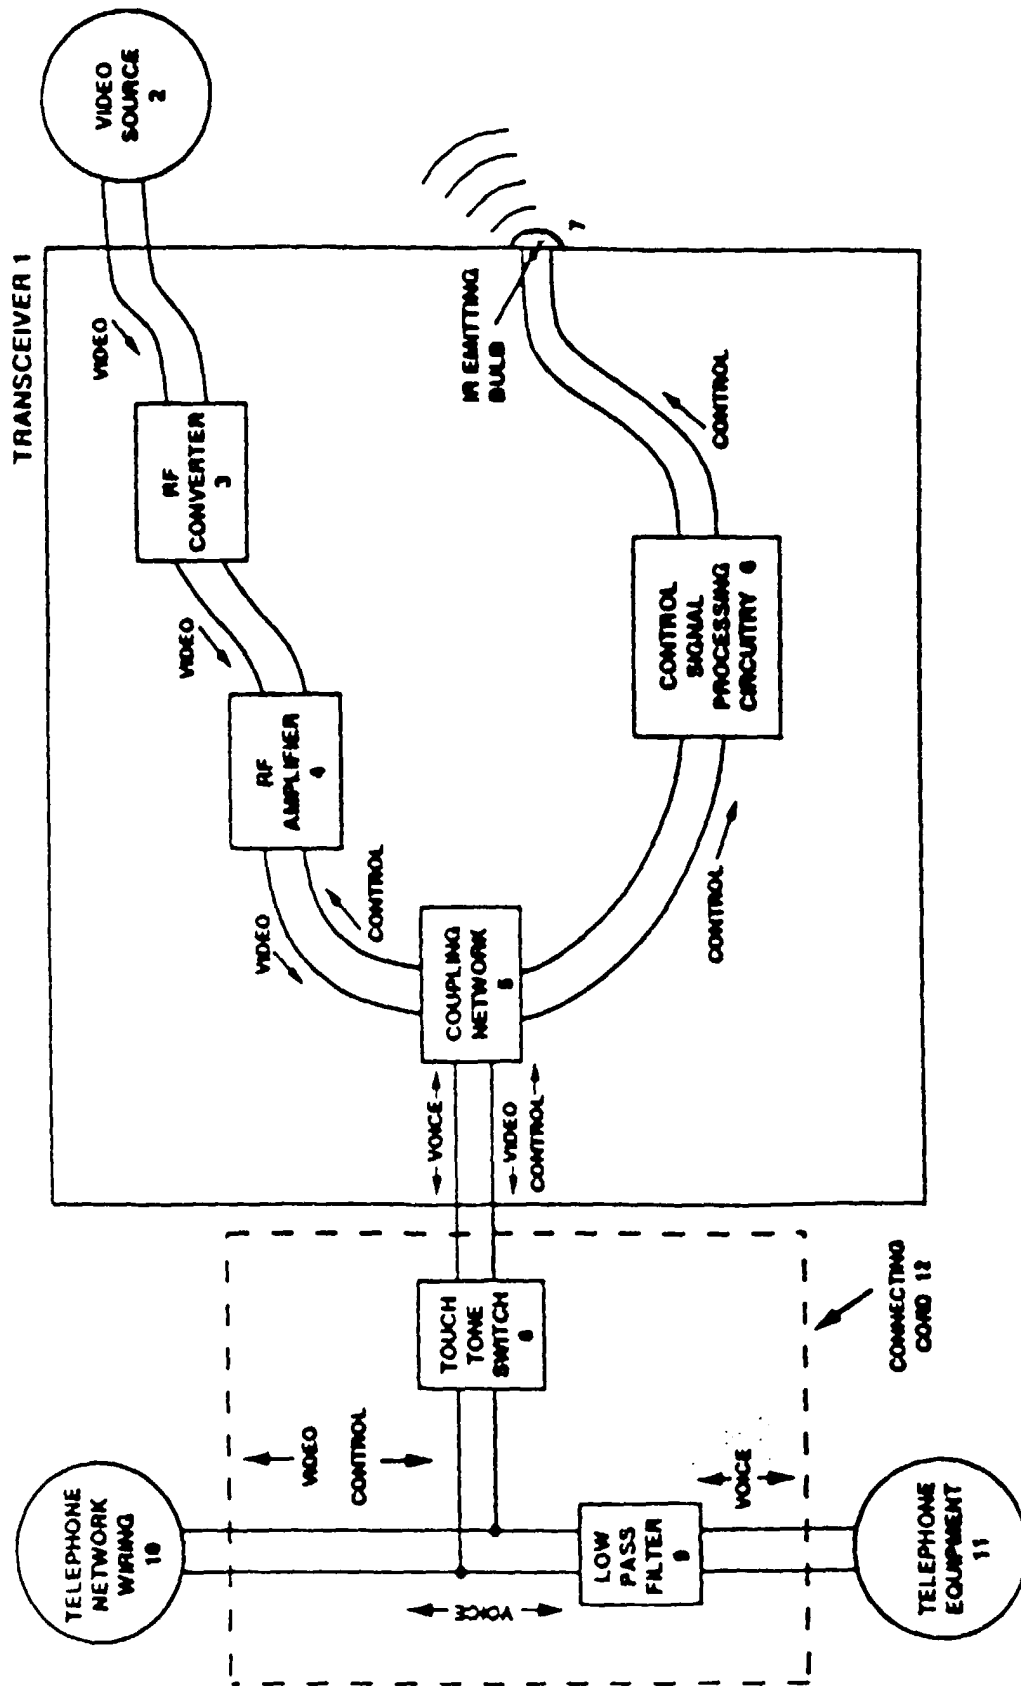 TRANSCEIVER 1
VIDEO
SOURCE
2
VIDEO
RF
CONVERTER
3
VIDEO
RF
AMPLIFIER
4
VIDEO
CONTROL
COUPLING
NETWORK
5
VOICE
VIDEO
CONTROL
CONTROL
CONTROL
SIGNAL
PROCESSING
CIRCUITRY 6
CONTROL
IR EMITTING
BULB
7
TOUCH
TONE
SWITCH
8
VIDEO
CONTROL
TELEPHONE
NETWORK
WIRING
10
VOICE
LOW
PASS
FILTER
9
VOICE
TELEPHONE
EQUIPMENT
11
CONNECTING
CORD 12